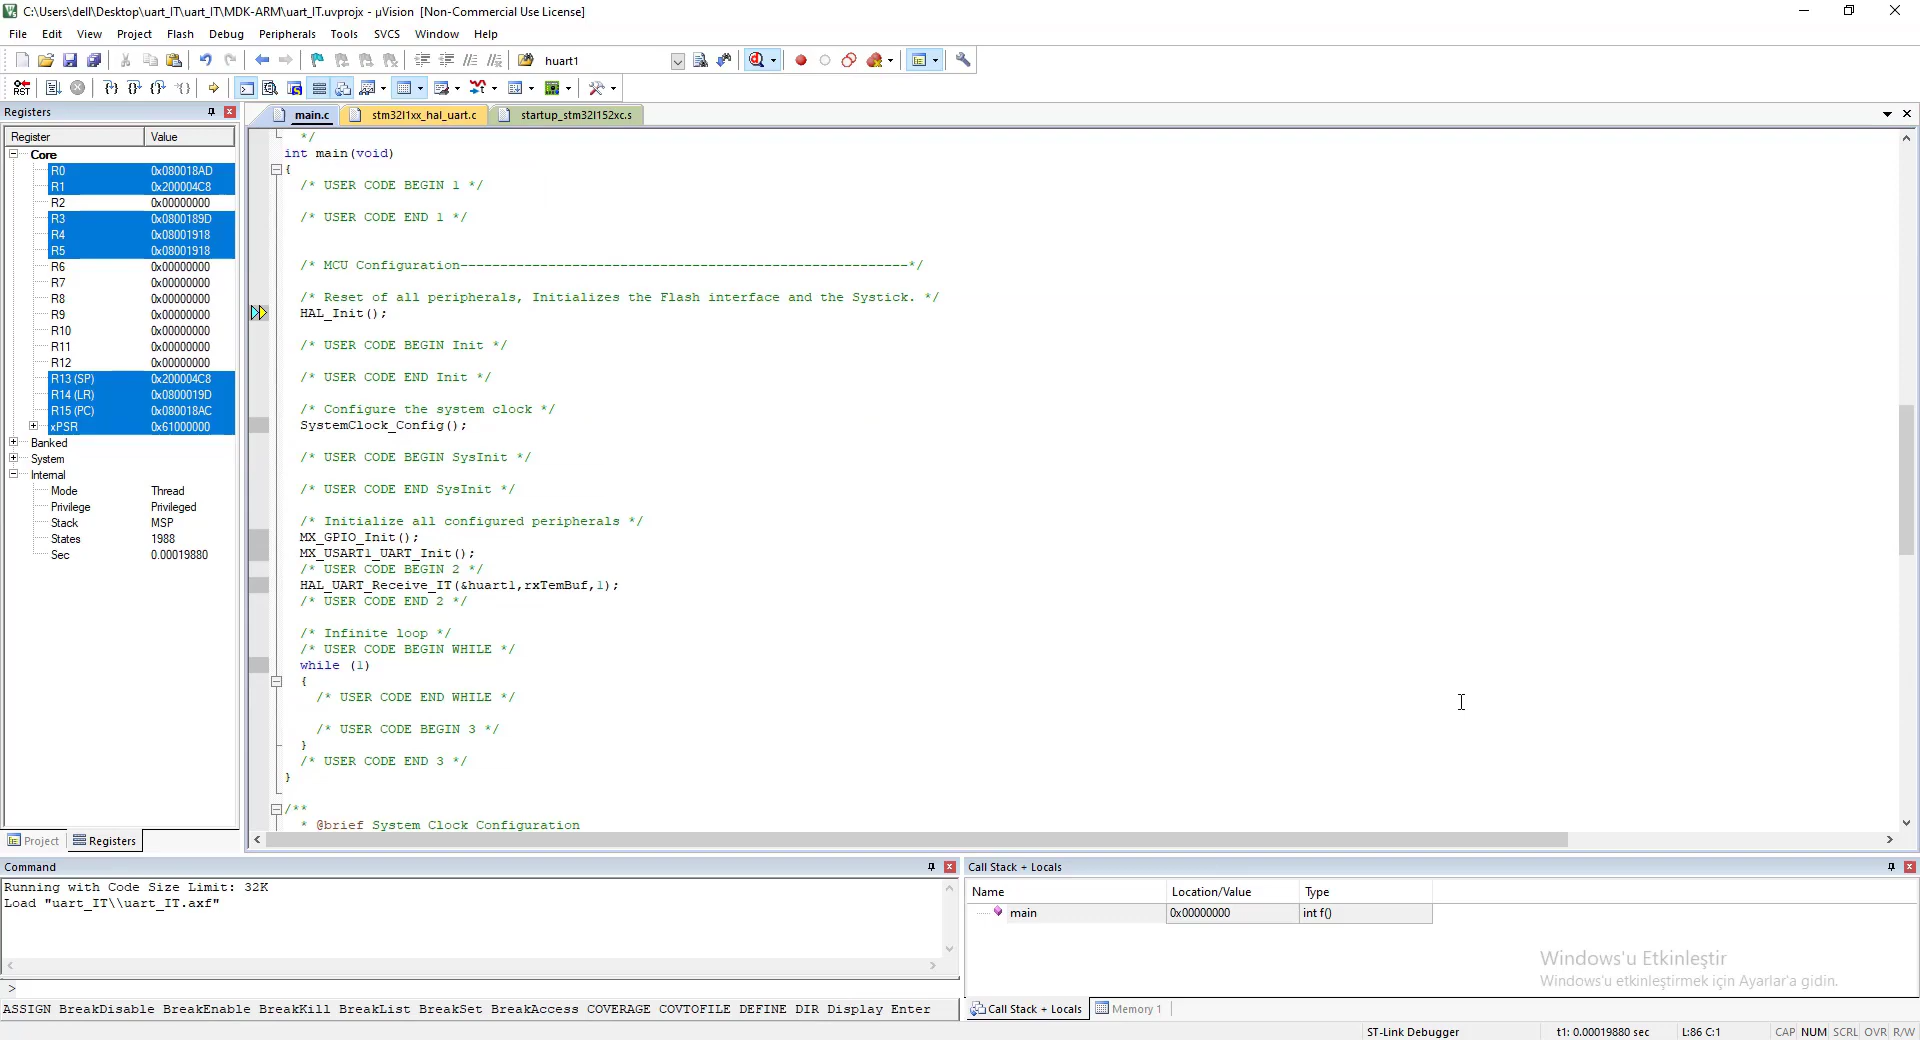 C:\Users\dell\Desktop\uart_IT\uart_IT\MDK-ARM\uart_IT.uvprojx - µVision [Non-Commercial Use License]
File Edit View Project Flash Debug Peripherals Tools SVCS Window Help
huart1
RST
Registers
Register Value
Core
R0 0x080018AD
R1 0x200004C8
R2 0x00000000
R3 0x0800189D
R4 0x08001918
R5 0x08001918
R6 0x00000000
R7 0x00000000
R8 0x00000000
R9 0x00000000
R10 0x00000000
R11 0x00000000
R12 0x00000000
R13 (SP) 0x200004C8
R14 (LR) 0x0800019D
R15 (PC) 0x080018AC
xPSR 0x61000000
Banked
System
Internal
Mode Thread
Privilege Privileged
Stack MSP
States 1988
Sec 0.00019880
Project Registers
main.c stm32l1xx_hal_uart.c startup_stm32l152xc.s
*/
int main(void)
{
/* USER CODE BEGIN 1 */
/* USER CODE END 1 */
/* MCU Configuration--------------------------------------------------------*/
/* Reset of all peripherals, Initializes the Flash interface and the Systick. */
HAL_Init();
/* USER CODE BEGIN Init */
/* USER CODE END Init */
/* Configure the system clock */
SystemClock_Config();
/* USER CODE BEGIN SysInit */
/* USER CODE END SysInit */
/* Initialize all configured peripherals */
MX_GPIO_Init();
MX_USART1_UART_Init();
/* USER CODE BEGIN 2 */
HAL_UART_Receive_IT(&huart1,rxTemBuf,1);
/* USER CODE END 2 */
/* Infinite loop */
/* USER CODE BEGIN WHILE */
while (1)
{
/* USER CODE END WHILE */
/* USER CODE BEGIN 3 */
}
/* USER CODE END 3 */
}
/**
* @brief System Clock Configuration
Command
Running with Code Size Limit: 32K
Load "uart_IT\\uart_IT.axf"
>
ASSIGN BreakDisable BreakEnable BreakKill BreakList BreakSet BreakAccess COVERAGE COVTOFILE DEFINE DIR Display Enter
Call Stack + Locals
Name Location/Value Type
main 0x00000000 int f()
Windows'u Etkinleştir
Windows'u etkinleştirmek için Ayarlar'a gidin.
Call Stack + Locals Memory 1
ST-Link Debugger t1: 0.00019880 sec L:86 C:1 CAP NUM SCRL OVR R/W